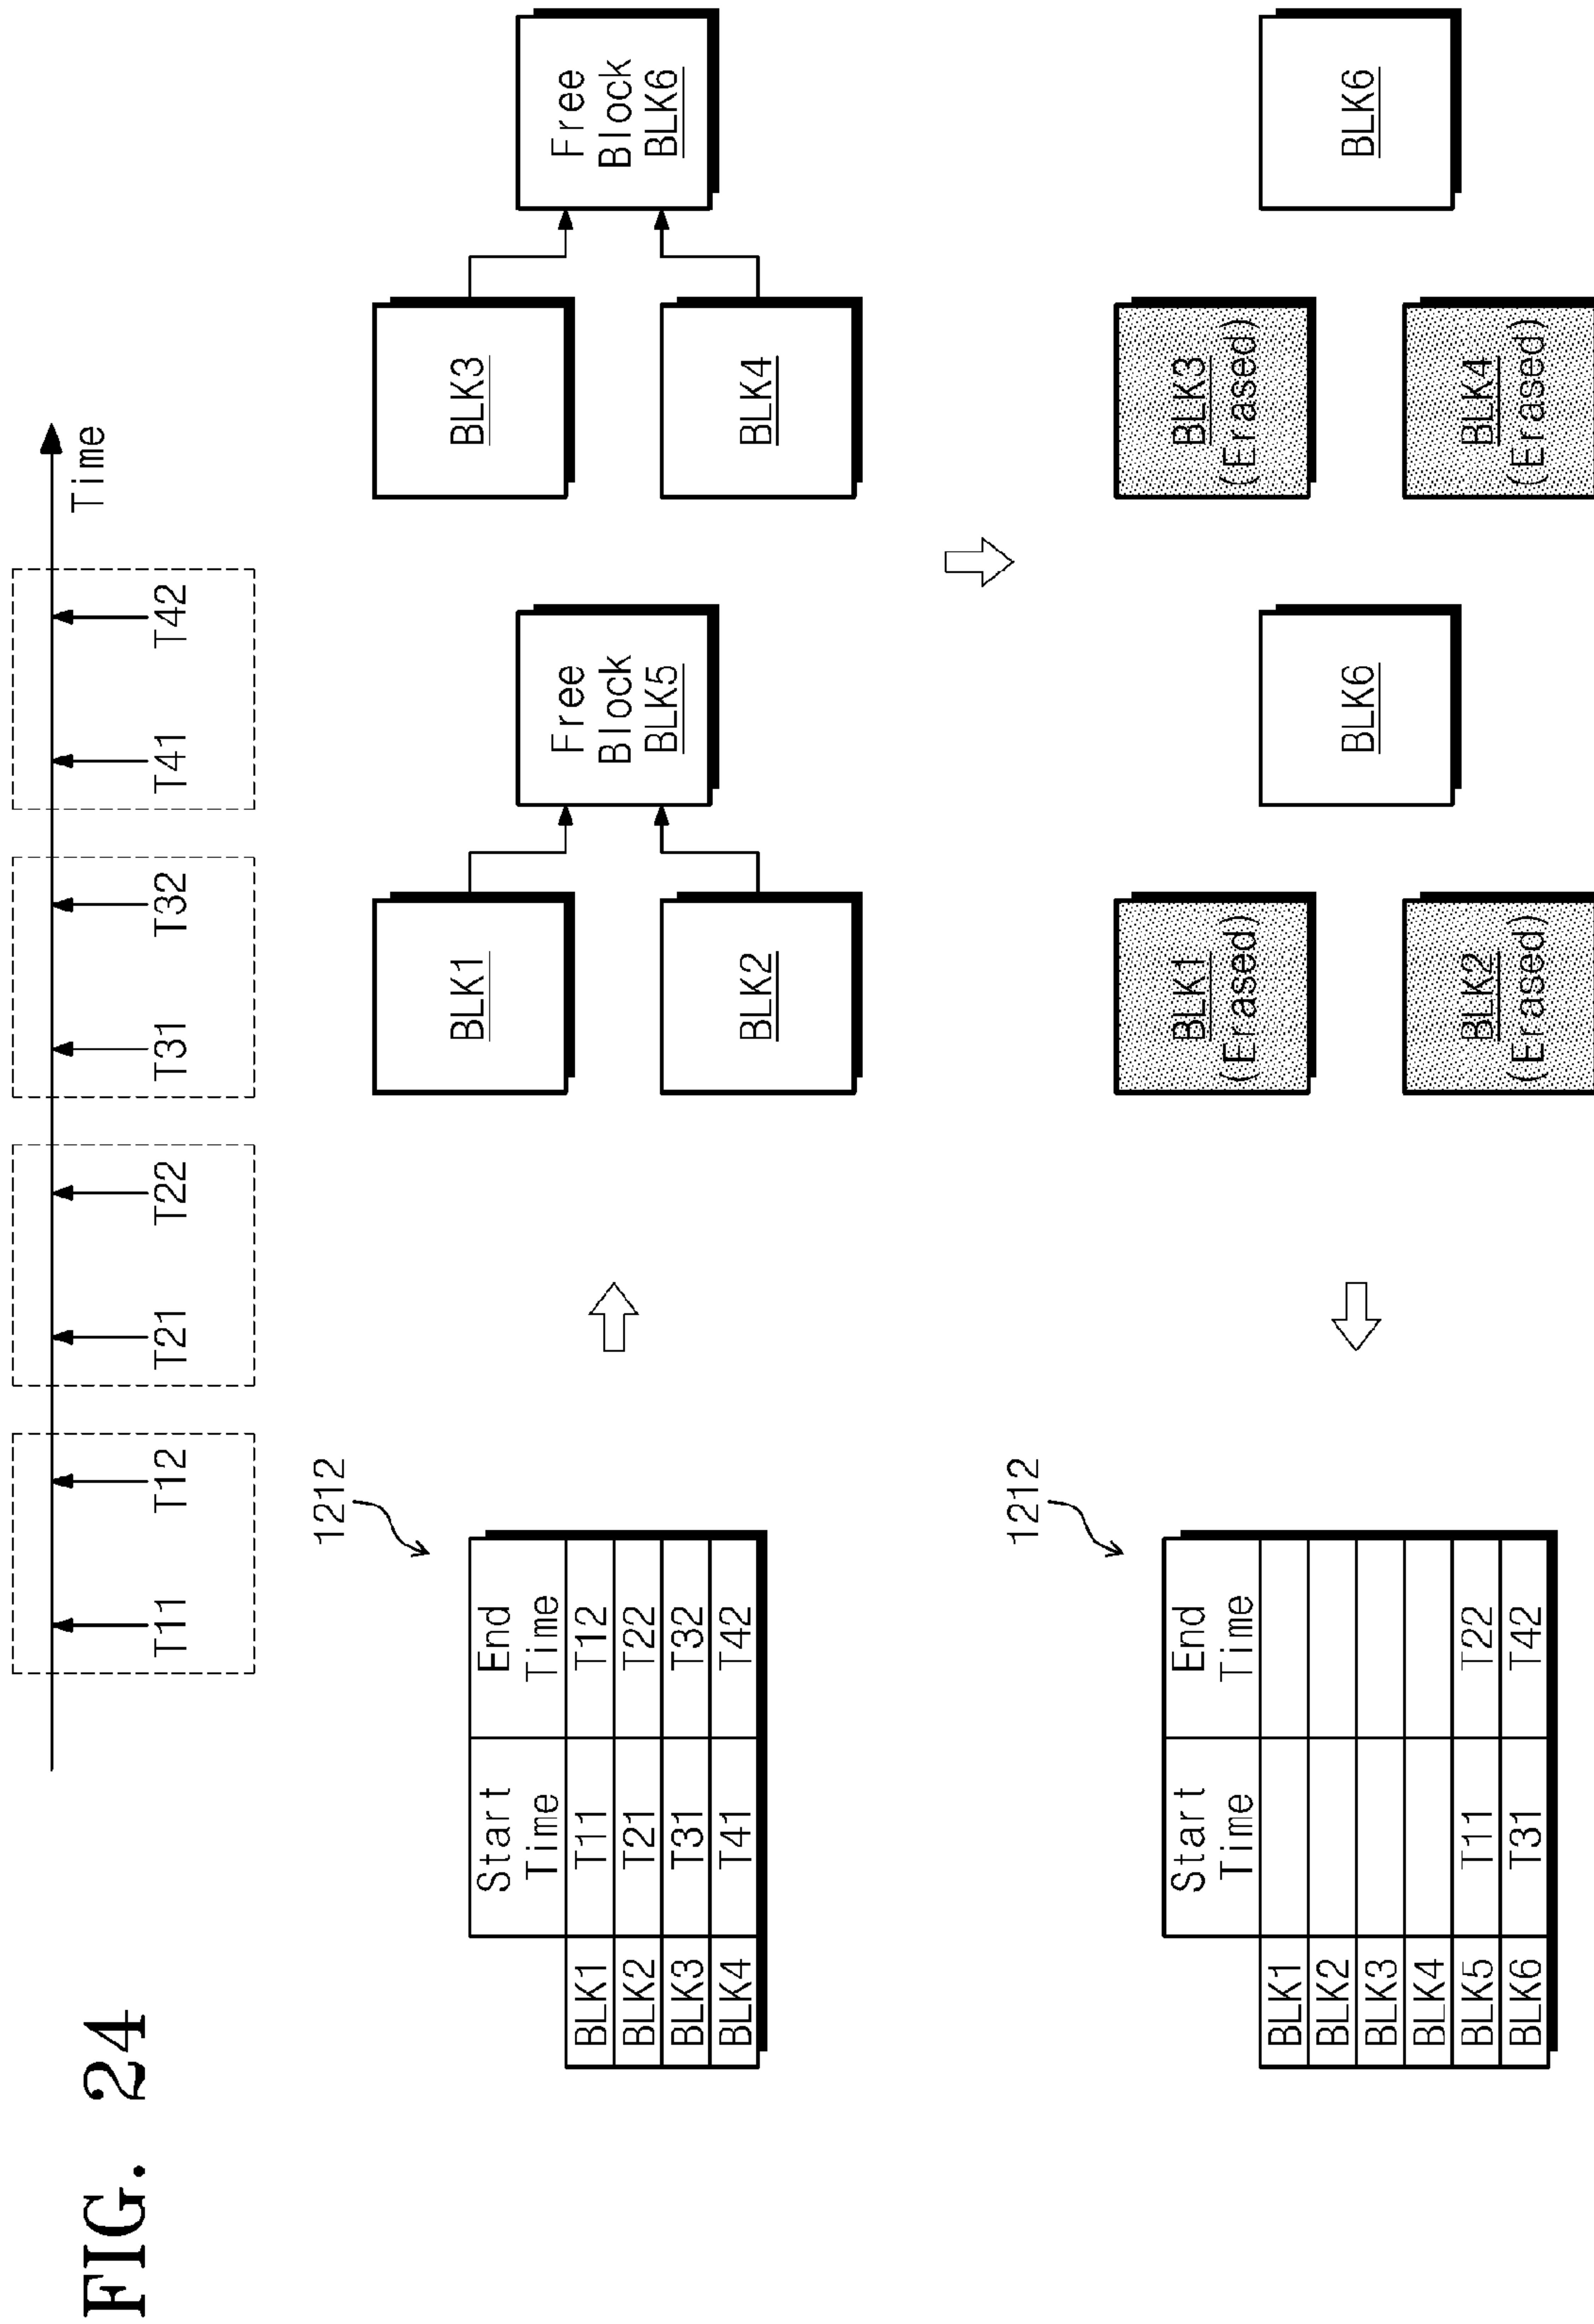 FIG. 24
T11 T12 T21 T22 T31 T32 T41 T42
Time
1212
Start Time End Time
BLK1 T11 T12
BLK2 T21 T22
BLK3 T31 T32
BLK4 T41 T42
BLK1
BLK2
Free
Block
BLK5
BLK3
BLK4
Free
Block
BLK6
1212
Start Time End Time
BLK1
BLK2
BLK3
BLK4
BLK5 T11 T22
BLK6 T31 T42
BLK1
(Erased)
BLK2
(Erased)
BLK6
BLK3
(Erased)
BLK4
(Erased)
BLK6